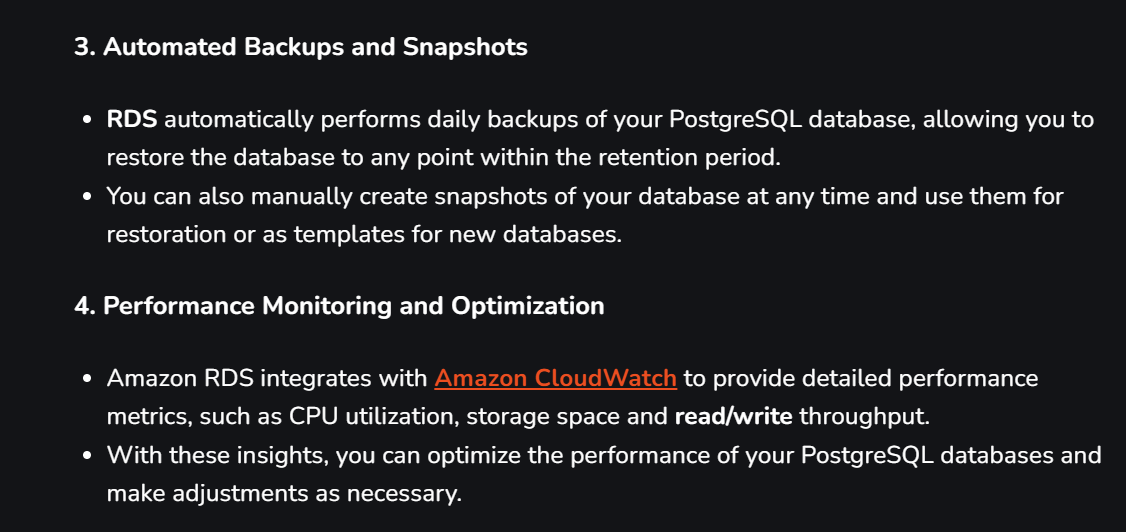 3. Automated Backups and Snapshots
• RDS automatically performs daily backups of your PostgreSQL database, allowing you to
restore the database to any point within the retention period.
• You can also manually create snapshots of your database at any time and use them for
restoration or as templates for new databases.
4. Performance Monitoring and Optimization
• Amazon RDS integrates with Amazon CloudWatch to provide detailed performance
metrics, such as CPU utilization, storage space and read/write throughput.
• With these insights, you can optimize the performance of your PostgreSQL databases and
make adjustments as necessary.